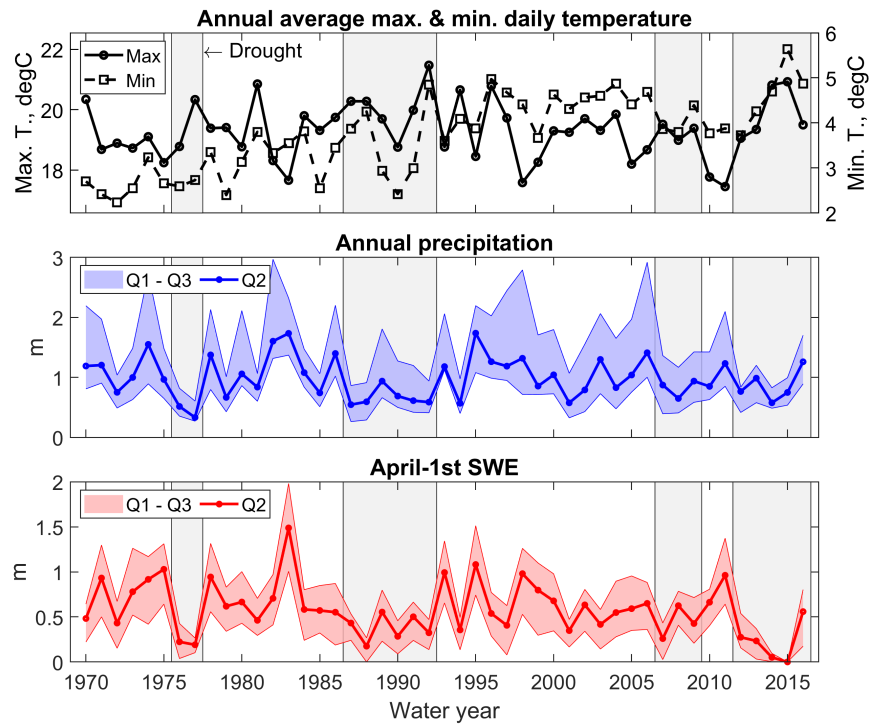 Annual average max. & min. daily temperature
Max. T., degC
22
20
18
Max
Min
← Drought
6
5
4
3
2
Min. T., degC
Annual precipitation
m
3
2
1
0
Q1 - Q3
Q2
April-1st SWE
m
2
1.5
1
0.5
0
Q1 - Q3
Q2
1970 1975 1980 1985 1990 1995 2000 2005 2010 2015
Water year